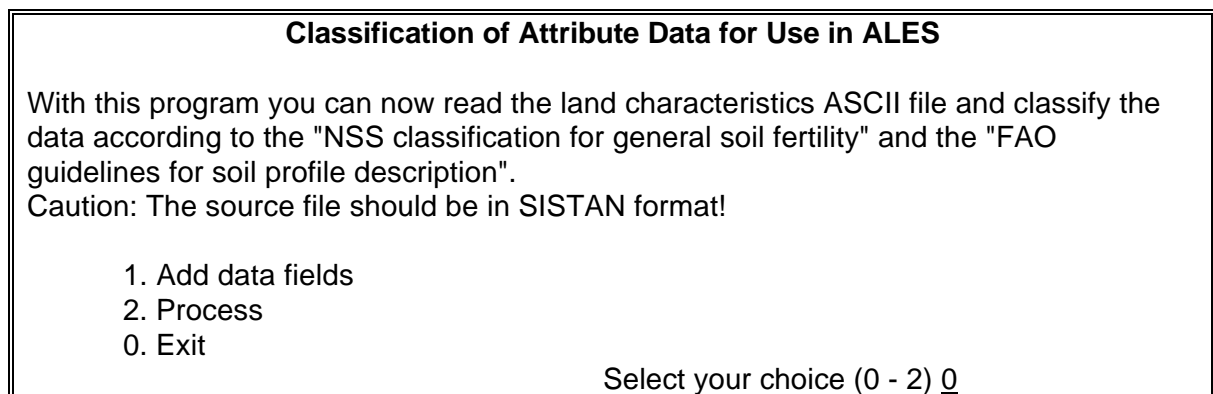 Classification of Attribute Data for Use in ALES
With this program you can now read the land characteristics ASCII file and classify the
data according to the "NSS classification for general soil fertility" and the "FAO
guidelines for soil profile description".
Caution: The source file should be in SISTAN format!
1. Add data fields
2. Process
0. Exit
Select your choice (0 - 2) 0